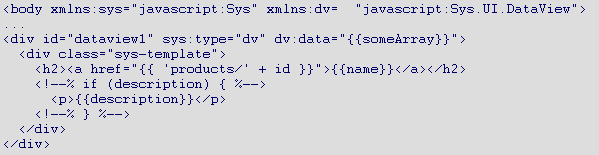 <body xmlns:sys="javascript:Sys" xmlns:dv=  "javascript:Sys.UI.DataView">
...
<div id="dataview1" sys:type="dv" dv:data="{{someArray}}">
  <div class="sys-template">
    <h2><a href="{{ 'products/' + id }}">{{name}}</a></h2>
    <!--% if (description) { %-->
      <p>{{description}}</p>
    <!--% } %-->
  </div>
</div>